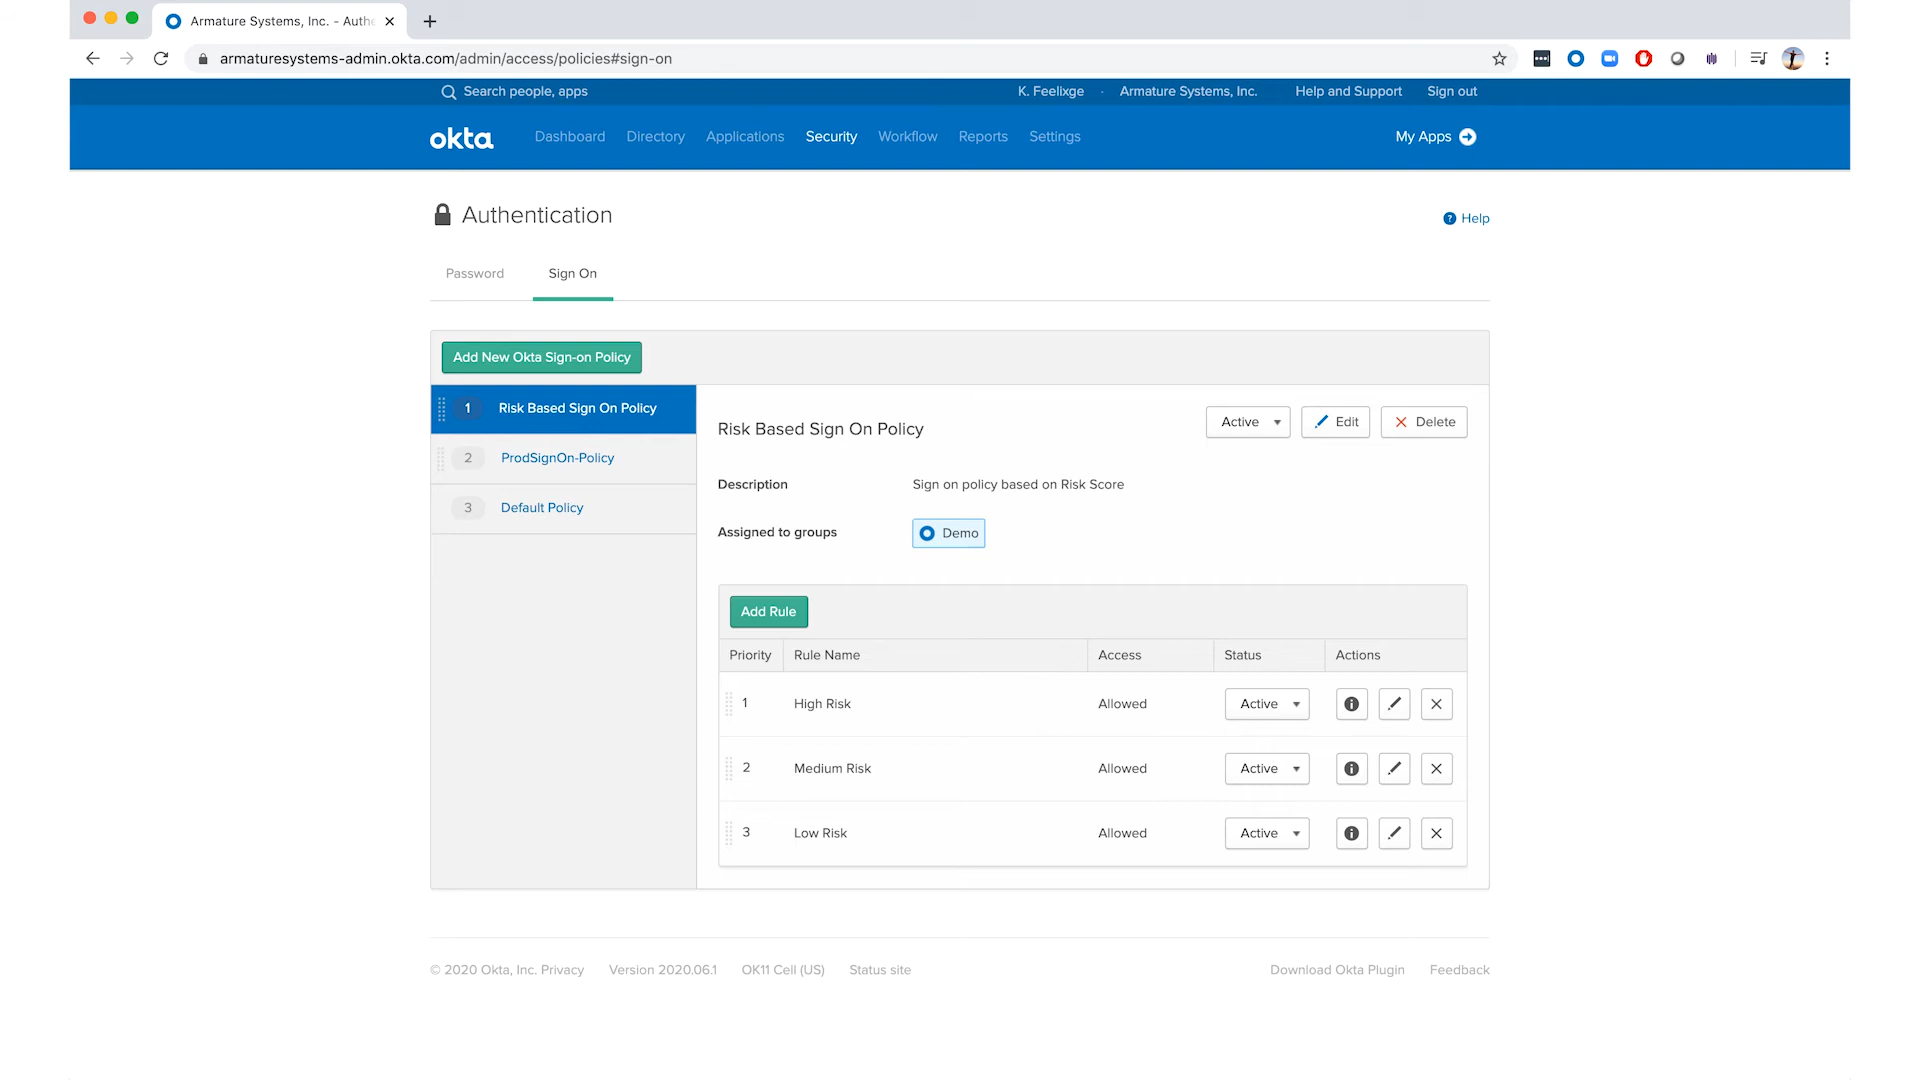 Armature Systems, Inc. - Authe
armaturesystems-admin.okta.com/admin/access/policies#sign-on
Search people, apps
K. Feelixge · Armature Systems, Inc. Help and Support Sign out
okta Dashboard Directory Applications Security Workflow Reports Settings My Apps
Authentication
Help
Password Sign On
Add New Okta Sign-on Policy
1 Risk Based Sign On Policy
2 ProdSignOn-Policy
3 Default Policy
Risk Based Sign On Policy
Active Edit Delete
Description Sign on policy based on Risk Score
Assigned to groups Demo
Add Rule
Priority Rule Name Access Status Actions
1 High Risk Allowed Active
2 Medium Risk Allowed Active
3 Low Risk Allowed Active
© 2020 Okta, Inc. Privacy Version 2020.06.1 OK11 Cell (US) Status site Download Okta Plugin Feedback